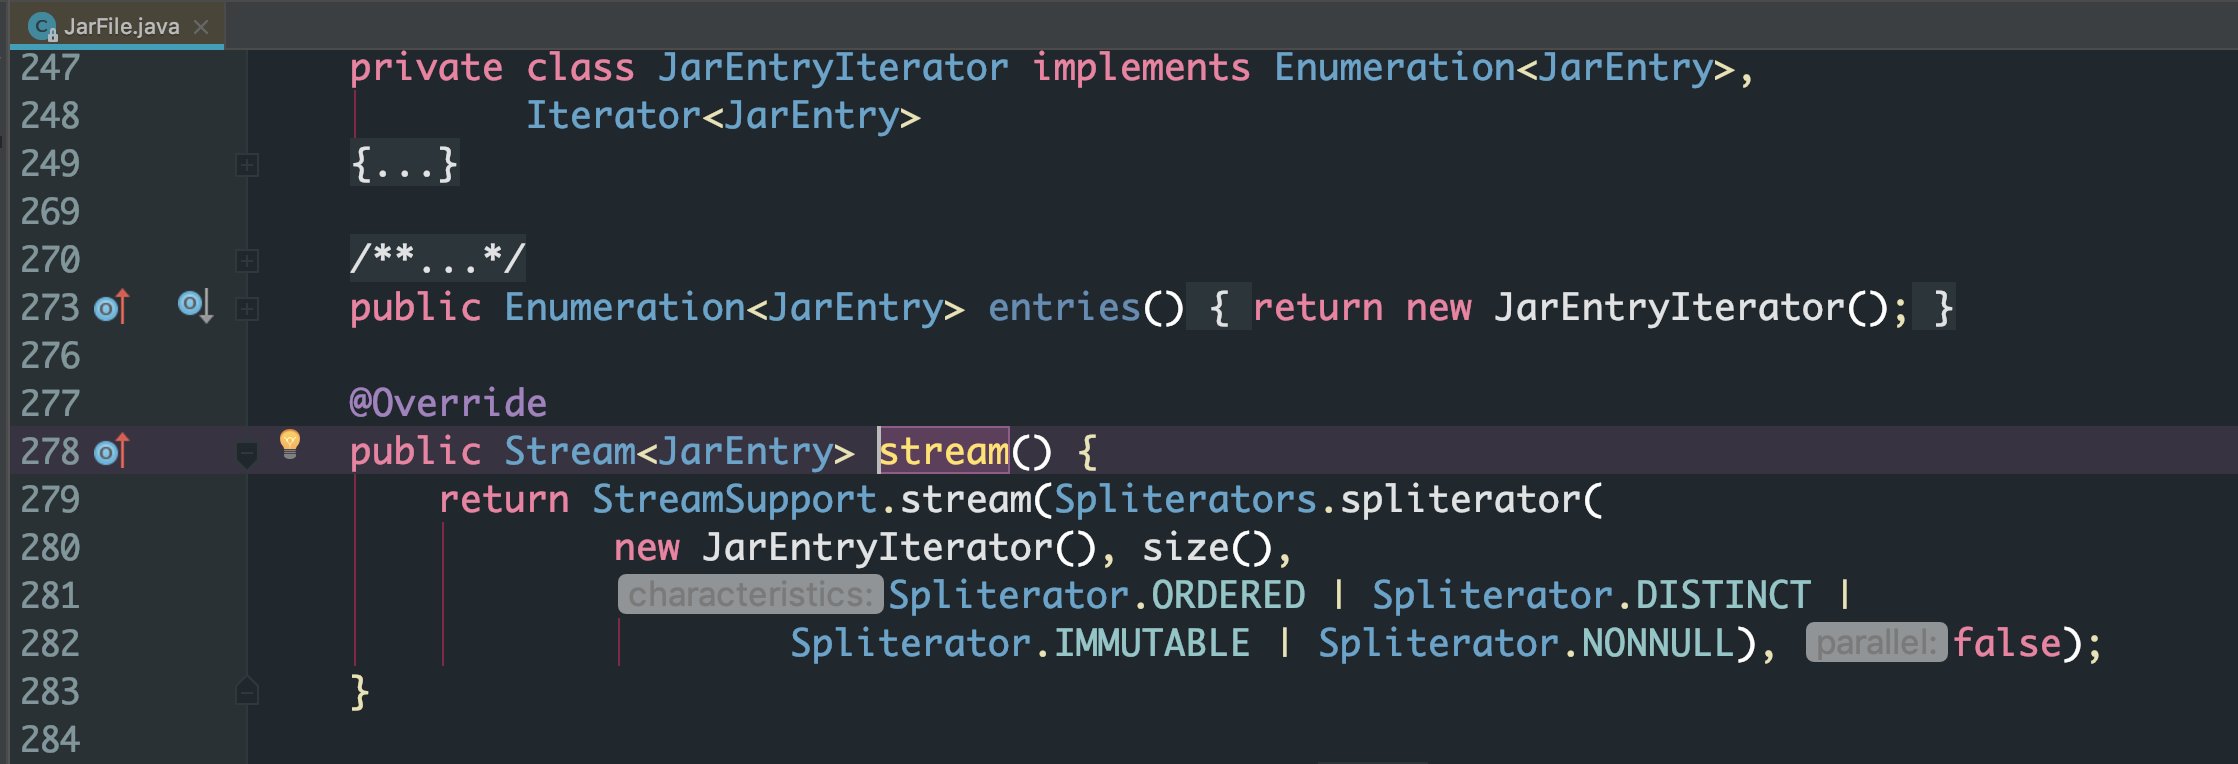 JarFile.java
247 private class JarEntryIterator implements Enumeration<JarEntry>,
248 Iterator<JarEntry>
249 {...}
269
270 /**...*/
273 public Enumeration<JarEntry> entries() { return new JarEntryIterator(); }
276
277 @Override
278 public Stream<JarEntry> stream() {
279 return StreamSupport.stream(Spliterators.spliterator(
280 new JarEntryIterator(), size(),
281 characteristics: Spliterator.ORDERED | Spliterator.DISTINCT |
282 Spliterator.IMMUTABLE | Spliterator.NONNULL), parallel: false);
283 }
284